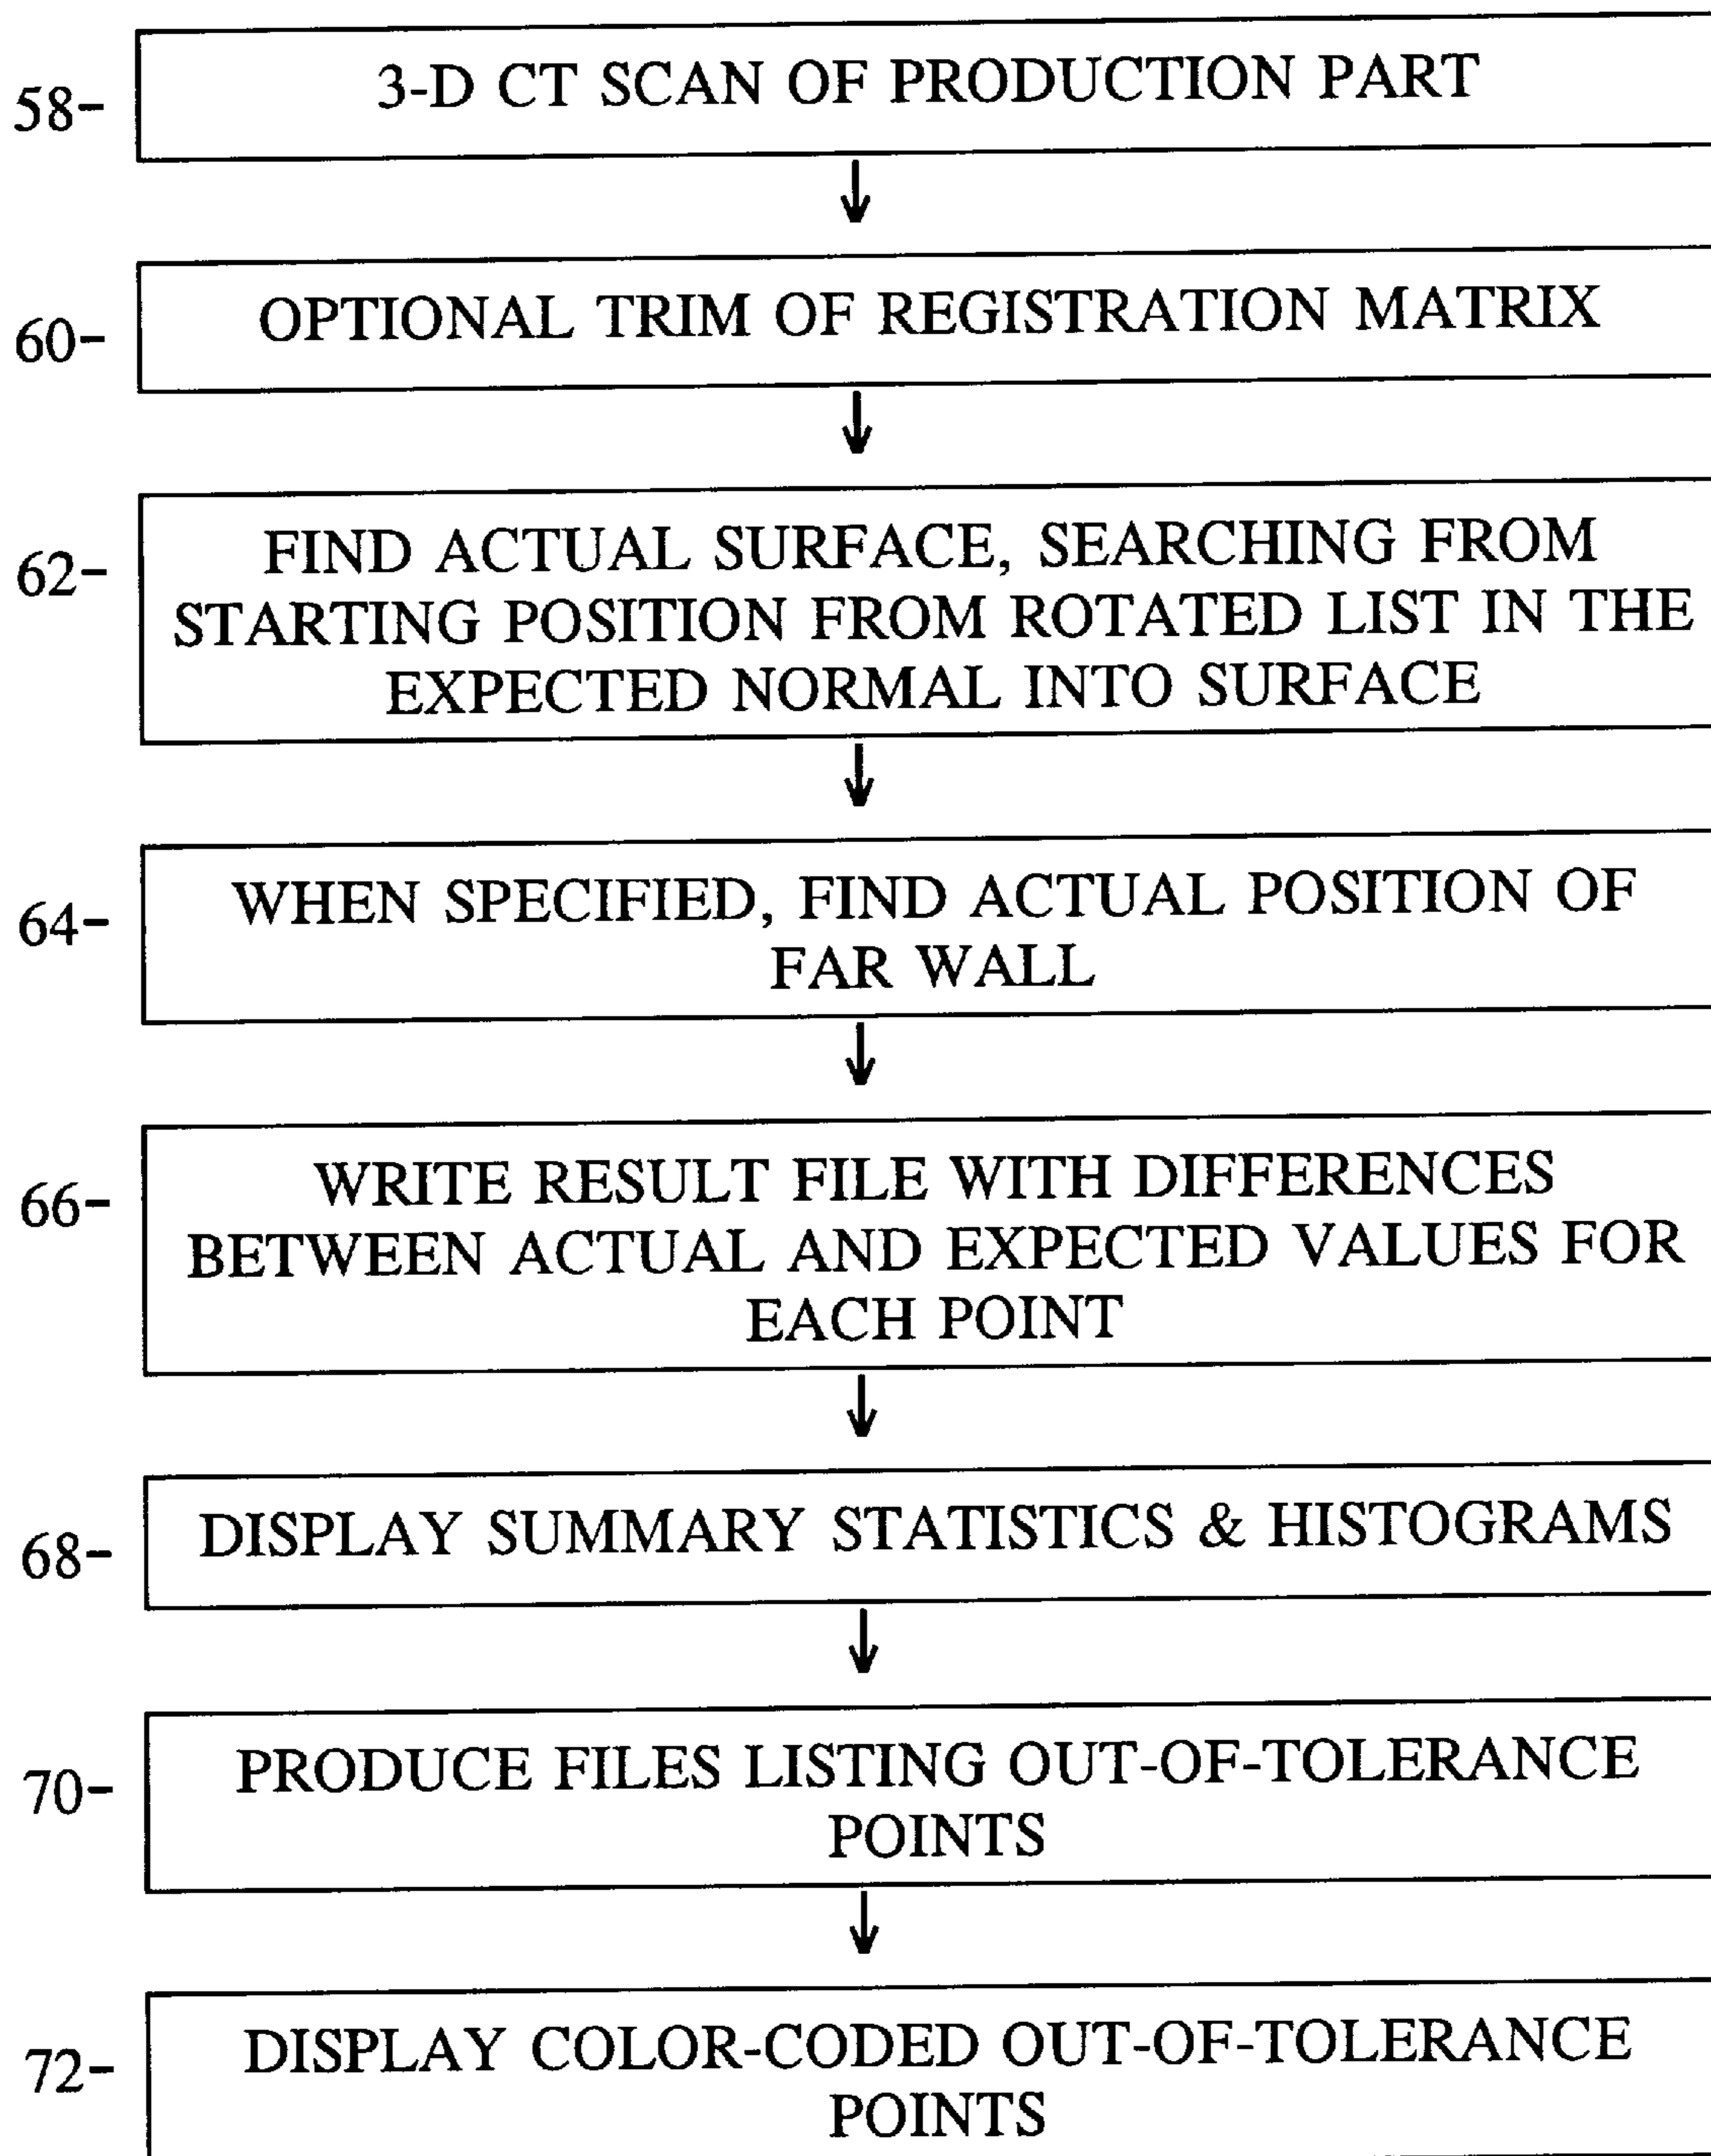 58-
3-D CT SCAN OF PRODUCTION PART
60-
OPTIONAL TRIM OF REGISTRATION MATRIX
62-
FIND ACTUAL SURFACE, SEARCHING FROM
STARTING POSITION FROM ROTATED LIST IN THE
EXPECTED NORMAL INTO SURFACE
64-
WHEN SPECIFIED, FIND ACTUAL POSITION OF
FAR WALL
66-
WRITE RESULT FILE WITH DIFFERENCES
BETWEEN ACTUAL AND EXPECTED VALUES FOR
EACH POINT
68-
DISPLAY SUMMARY STATISTICS & HISTOGRAMS
70-
PRODUCE FILES LISTING OUT-OF-TOLERANCE
POINTS
72-
DISPLAY COLOR-CODED OUT-OF-TOLERANCE
POINTS